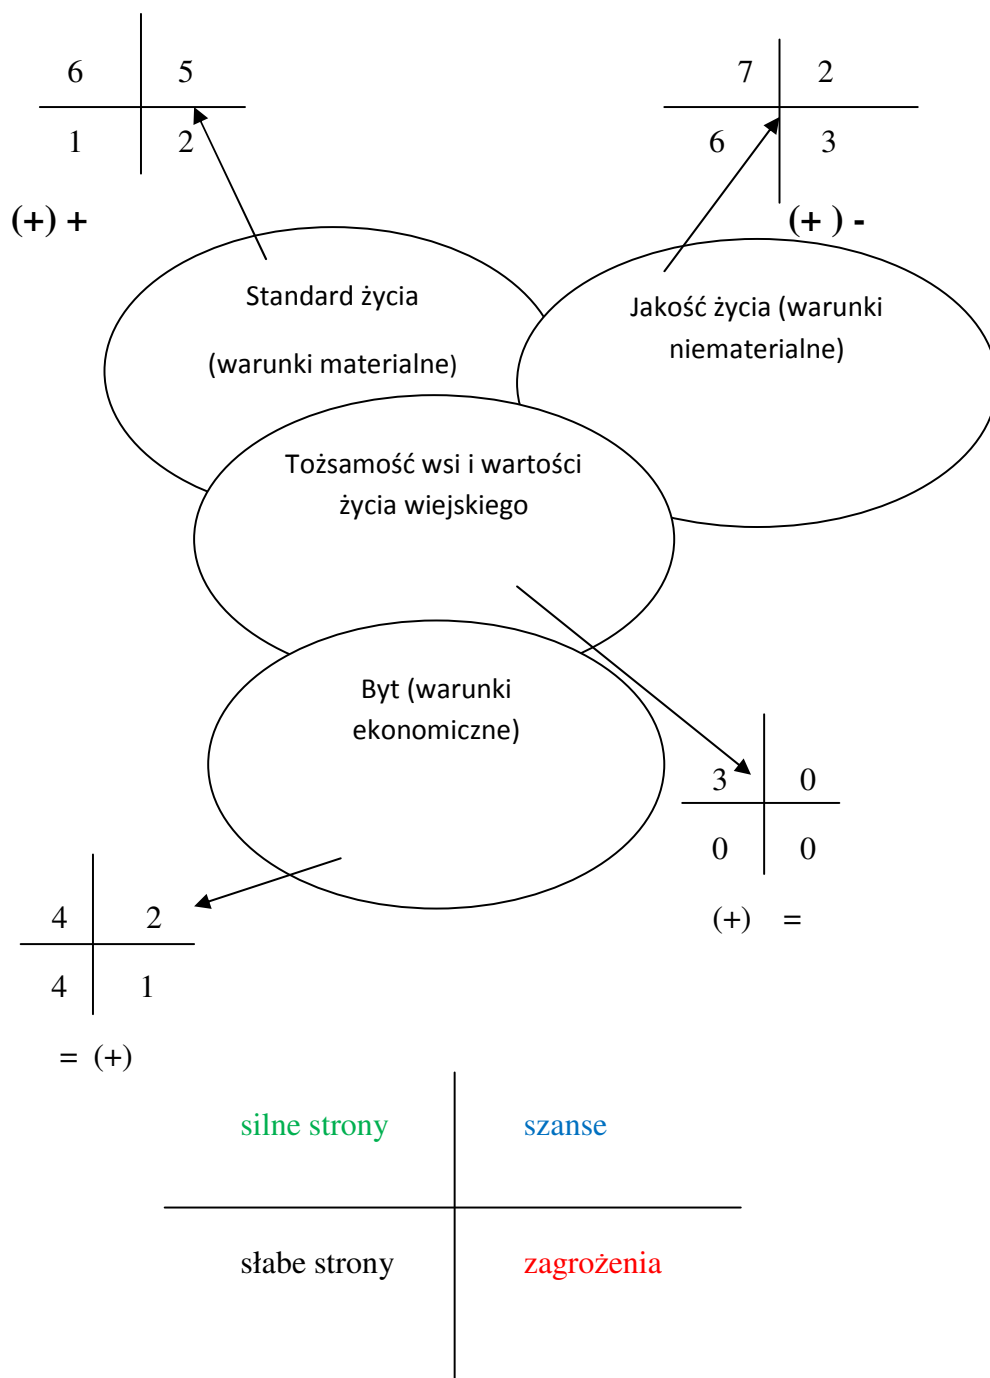 6 5
1 2
(+) +
7 2
6 3
(+ ) -
Standard życia
(warunki materialne)
Jakość życia (warunki
niematerialne)
Tożsamość wsi i wartości
życia wiejskiego
Byt (warunki
ekonomiczne)
3 0
0 0
(+) =
4 2
4 1
= (+)
silne strony szanse
słabe strony zagrożenia